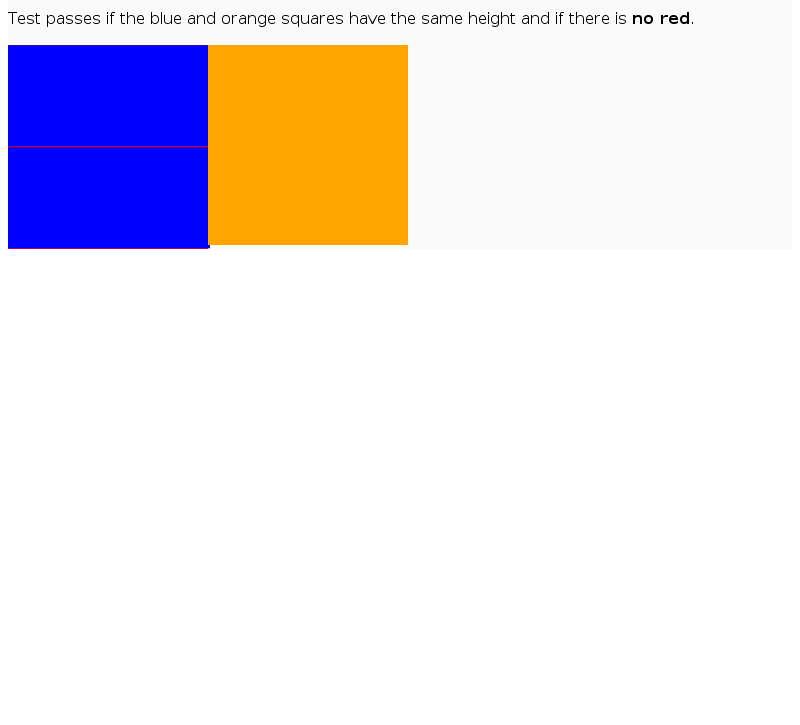 Test passes if the blue and orange squares have the same height and if there is no red.